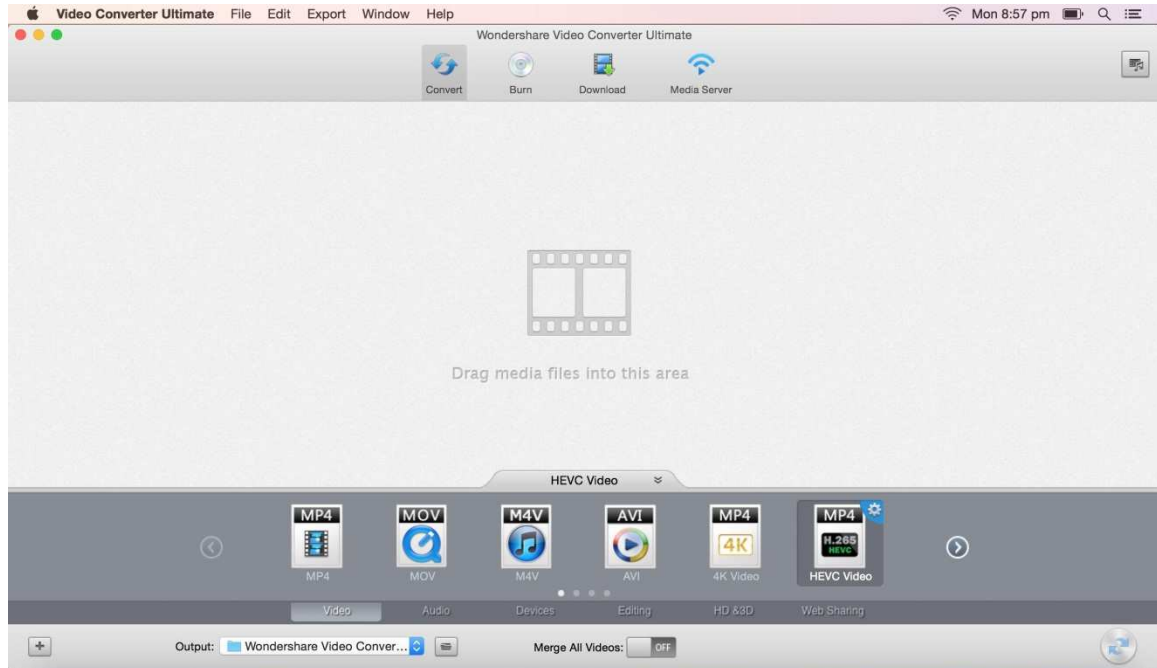 Video Converter Ultimate File Edit Export Window Help Mon 8:57 pm
Wondershare Video Converter Ultimate
Convert Burn Download Media Server
Drag media files into this area
HEVC Video
MP4 MOV M4V AVI MP4 MP4
4K H.265
HEVC
MP4 MOV M4V AVI 4K Video HEVC Video
Video Audio Devices Editing HD &3D Web Sharing
Output: Wondershare Video Conver... Merge All Videos: OFF